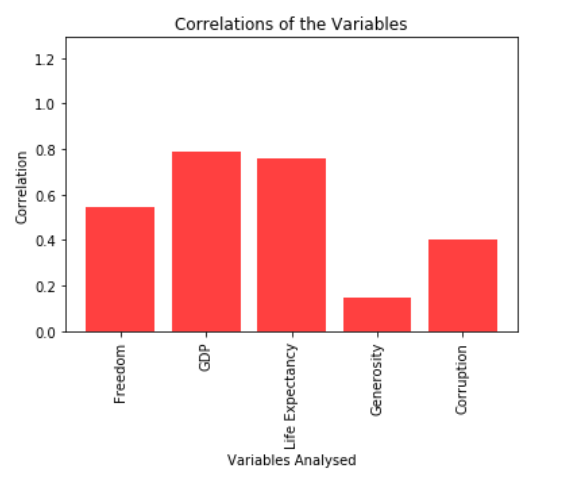 Correlations of the Variables
1.2
1.0
0.8
0.6
0.4
0.2
0.0
Correlation
Freedom
GDP
Life Expectancy
Generosity
Corruption
Variables Analysed